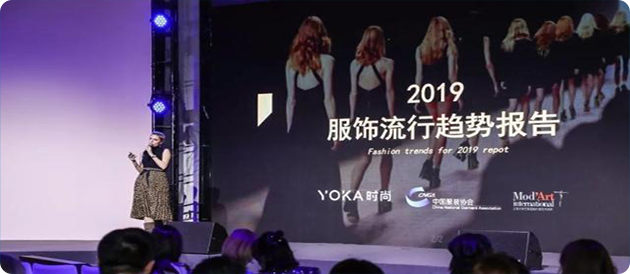 2019
服饰流行趋势报告
Fashion trends for 2019 repot
YOKA时尚
CNGA
中国服装协会
China National Garment Association
Mod'Art
international